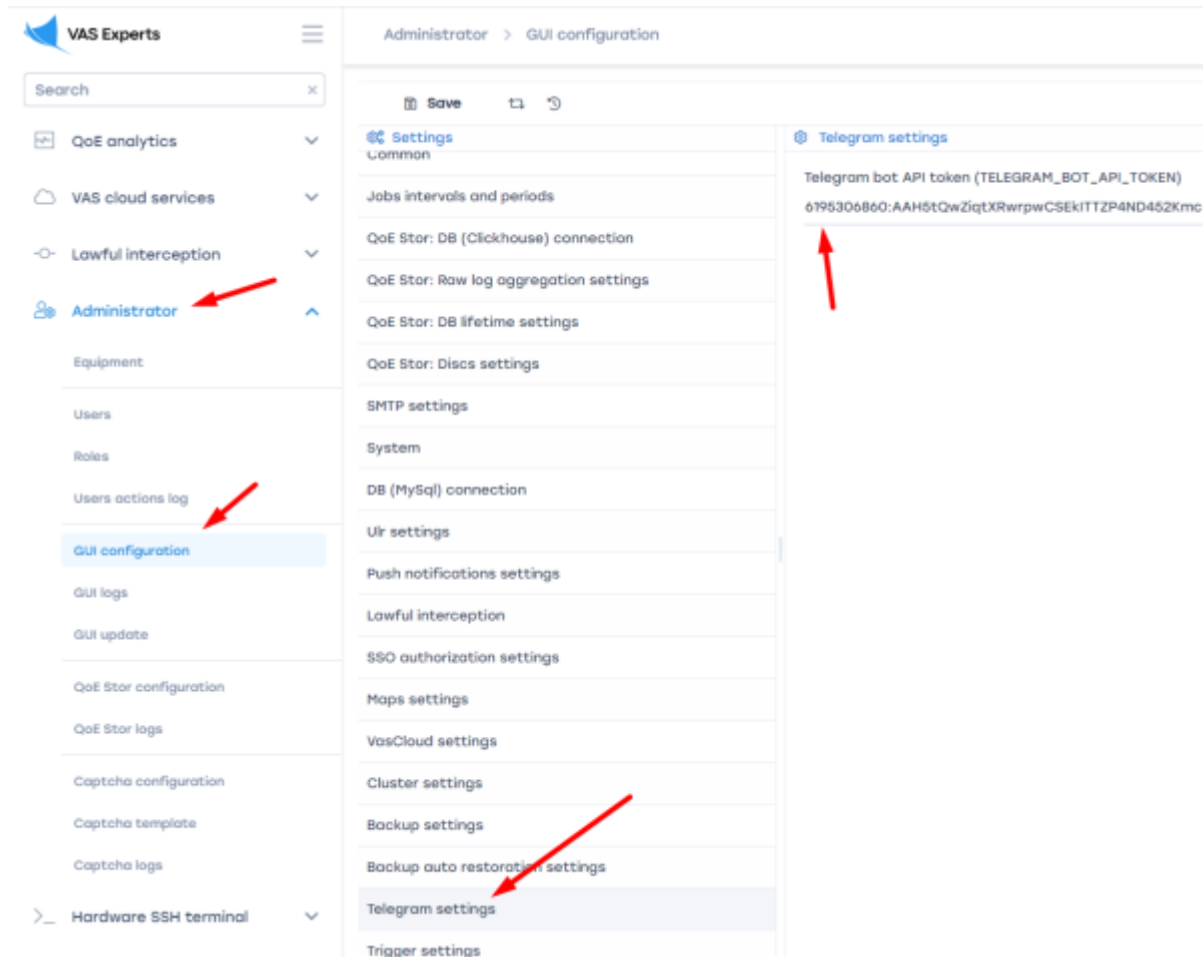 VAS Experts
Administrator > GUI configuration
Search
Save
QoE analytics
VAS cloud services
Lawful interception
Administrator
Equipment
Users
Roles
Users actions log
GUI configuration
GUI logs
GUI update
QoE Stor configuration
QoE Stor logs
Captcha configuration
Captcha template
Captcha logs
Hardware SSH terminal
Settings
Common
Jobs intervals and periods
QoE Stor: DB (Clickhouse) connection
QoE Stor: Raw log aggregation settings
QoE Stor: DB lifetime settings
QoE Stor: Discs settings
SMTP settings
System
DB (MySql) connection
Ulr settings
Push notifications settings
Lawful interception
SSO authorization settings
Maps settings
VasCloud settings
Cluster settings
Backup settings
Backup auto restoration settings
Telegram settings
Trigger settings
Telegram settings
Telegram bot API token (TELEGRAM_BOT_API_TOKEN)